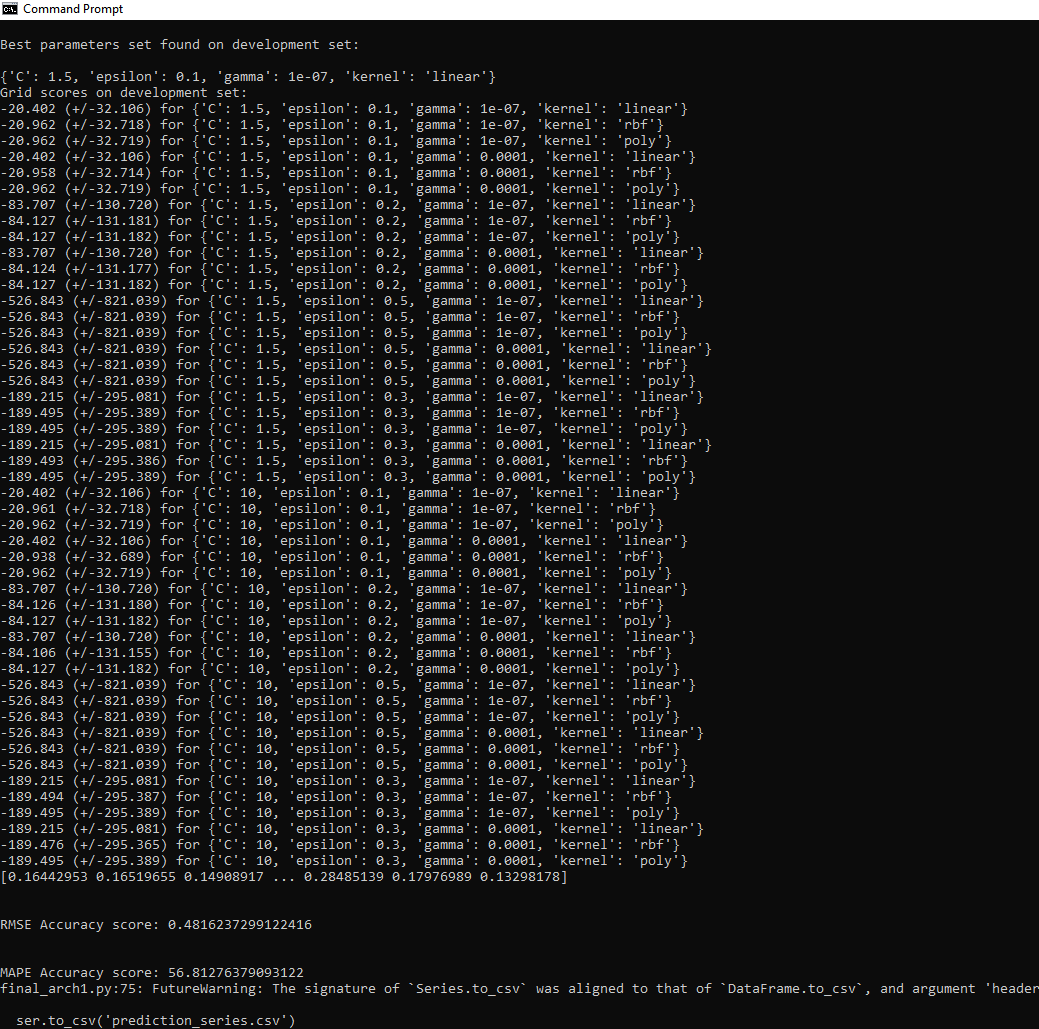 Command Prompt
Best parameters set found on development set:
{'C': 1.5, 'epsilon': 0.1, 'gamma': 1e-07, 'kernel': 'linear'}
Grid scores on development set:
-20.402 (+/-32.106) for {'C': 1.5, 'epsilon': 0.1, 'gamma': 1e-07, 'kernel': 'linear'}
-20.962 (+/-32.718) for {'C': 1.5, 'epsilon': 0.1, 'gamma': 1e-07, 'kernel': 'rbf'}
-20.962 (+/-32.719) for {'C': 1.5, 'epsilon': 0.1, 'gamma': 1e-07, 'kernel': 'poly'}
-20.402 (+/-32.106) for {'C': 1.5, 'epsilon': 0.1, 'gamma': 0.0001, 'kernel': 'linear'}
-20.958 (+/-32.714) for {'C': 1.5, 'epsilon': 0.1, 'gamma': 0.0001, 'kernel': 'rbf'}
-20.962 (+/-32.719) for {'C': 1.5, 'epsilon': 0.1, 'gamma': 0.0001, 'kernel': 'poly'}
-83.707 (+/-130.720) for {'C': 1.5, 'epsilon': 0.2, 'gamma': 1e-07, 'kernel': 'linear'}
-84.127 (+/-131.181) for {'C': 1.5, 'epsilon': 0.2, 'gamma': 1e-07, 'kernel': 'rbf'}
-84.127 (+/-131.182) for {'C': 1.5, 'epsilon': 0.2, 'gamma': 1e-07, 'kernel': 'poly'}
-83.707 (+/-130.720) for {'C': 1.5, 'epsilon': 0.2, 'gamma': 0.0001, 'kernel': 'linear'}
-84.124 (+/-131.177) for {'C': 1.5, 'epsilon': 0.2, 'gamma': 0.0001, 'kernel': 'rbf'}
-84.127 (+/-131.182) for {'C': 1.5, 'epsilon': 0.2, 'gamma': 0.0001, 'kernel': 'poly'}
-526.843 (+/-821.039) for {'C': 1.5, 'epsilon': 0.5, 'gamma': 1e-07, 'kernel': 'linear'}
-526.843 (+/-821.039) for {'C': 1.5, 'epsilon': 0.5, 'gamma': 1e-07, 'kernel': 'rbf'}
-526.843 (+/-821.039) for {'C': 1.5, 'epsilon': 0.5, 'gamma': 1e-07, 'kernel': 'poly'}
-526.843 (+/-821.039) for {'C': 1.5, 'epsilon': 0.5, 'gamma': 0.0001, 'kernel': 'linear'}
-526.843 (+/-821.039) for {'C': 1.5, 'epsilon': 0.5, 'gamma': 0.0001, 'kernel': 'rbf'}
-526.843 (+/-821.039) for {'C': 1.5, 'epsilon': 0.5, 'gamma': 0.0001, 'kernel': 'poly'}
-189.215 (+/-295.081) for {'C': 1.5, 'epsilon': 0.3, 'gamma': 1e-07, 'kernel': 'linear'}
-189.495 (+/-295.389) for {'C': 1.5, 'epsilon': 0.3, 'gamma': 1e-07, 'kernel': 'rbf'}
-189.495 (+/-295.389) for {'C': 1.5, 'epsilon': 0.3, 'gamma': 1e-07, 'kernel': 'poly'}
-189.215 (+/-295.081) for {'C': 1.5, 'epsilon': 0.3, 'gamma': 0.0001, 'kernel': 'linear'}
-189.493 (+/-295.386) for {'C': 1.5, 'epsilon': 0.3, 'gamma': 0.0001, 'kernel': 'rbf'}
-189.495 (+/-295.389) for {'C': 1.5, 'epsilon': 0.3, 'gamma': 0.0001, 'kernel': 'poly'}
-20.402 (+/-32.106) for {'C': 10, 'epsilon': 0.1, 'gamma': 1e-07, 'kernel': 'linear'}
-20.961 (+/-32.718) for {'C': 10, 'epsilon': 0.1, 'gamma': 1e-07, 'kernel': 'rbf'}
-20.962 (+/-32.719) for {'C': 10, 'epsilon': 0.1, 'gamma': 1e-07, 'kernel': 'poly'}
-20.402 (+/-32.106) for {'C': 10, 'epsilon': 0.1, 'gamma': 0.0001, 'kernel': 'linear'}
-20.938 (+/-32.689) for {'C': 10, 'epsilon': 0.1, 'gamma': 0.0001, 'kernel': 'rbf'}
-20.962 (+/-32.719) for {'C': 10, 'epsilon': 0.1, 'gamma': 0.0001, 'kernel': 'poly'}
-83.707 (+/-130.720) for {'C': 10, 'epsilon': 0.2, 'gamma': 1e-07, 'kernel': 'linear'}
-84.126 (+/-131.180) for {'C': 10, 'epsilon': 0.2, 'gamma': 1e-07, 'kernel': 'rbf'}
-84.127 (+/-131.182) for {'C': 10, 'epsilon': 0.2, 'gamma': 1e-07, 'kernel': 'poly'}
-83.707 (+/-130.720) for {'C': 10, 'epsilon': 0.2, 'gamma': 0.0001, 'kernel': 'linear'}
-84.106 (+/-131.155) for {'C': 10, 'epsilon': 0.2, 'gamma': 0.0001, 'kernel': 'rbf'}
-84.127 (+/-131.182) for {'C': 10, 'epsilon': 0.2, 'gamma': 0.0001, 'kernel': 'poly'}
-526.843 (+/-821.039) for {'C': 10, 'epsilon': 0.5, 'gamma': 1e-07, 'kernel': 'linear'}
-526.843 (+/-821.039) for {'C': 10, 'epsilon': 0.5, 'gamma': 1e-07, 'kernel': 'rbf'}
-526.843 (+/-821.039) for {'C': 10, 'epsilon': 0.5, 'gamma': 1e-07, 'kernel': 'poly'}
-526.843 (+/-821.039) for {'C': 10, 'epsilon': 0.5, 'gamma': 0.0001, 'kernel': 'linear'}
-526.843 (+/-821.039) for {'C': 10, 'epsilon': 0.5, 'gamma': 0.0001, 'kernel': 'rbf'}
-526.843 (+/-821.039) for {'C': 10, 'epsilon': 0.5, 'gamma': 0.0001, 'kernel': 'poly'}
-189.215 (+/-295.081) for {'C': 10, 'epsilon': 0.3, 'gamma': 1e-07, 'kernel': 'linear'}
-189.494 (+/-295.387) for {'C': 10, 'epsilon': 0.3, 'gamma': 1e-07, 'kernel': 'rbf'}
-189.495 (+/-295.389) for {'C': 10, 'epsilon': 0.3, 'gamma': 1e-07, 'kernel': 'poly'}
-189.215 (+/-295.081) for {'C': 10, 'epsilon': 0.3, 'gamma': 0.0001, 'kernel': 'linear'}
-189.476 (+/-295.365) for {'C': 10, 'epsilon': 0.3, 'gamma': 0.0001, 'kernel': 'rbf'}
-189.495 (+/-295.389) for {'C': 10, 'epsilon': 0.3, 'gamma': 0.0001, 'kernel': 'poly'}
[0.16442953 0.16519655 0.14908917 ... 0.28485139 0.17976989 0.13298178]
RMSE Accuracy score: 0.4816237299122416
MAPE Accuracy score: 56.81276379093122
final_arch1.py:75: FutureWarning: The signature of `Series.to_csv` was aligned to that of `DataFrame.to_csv`, and argument 'header
ser.to_csv('prediction_series.csv')